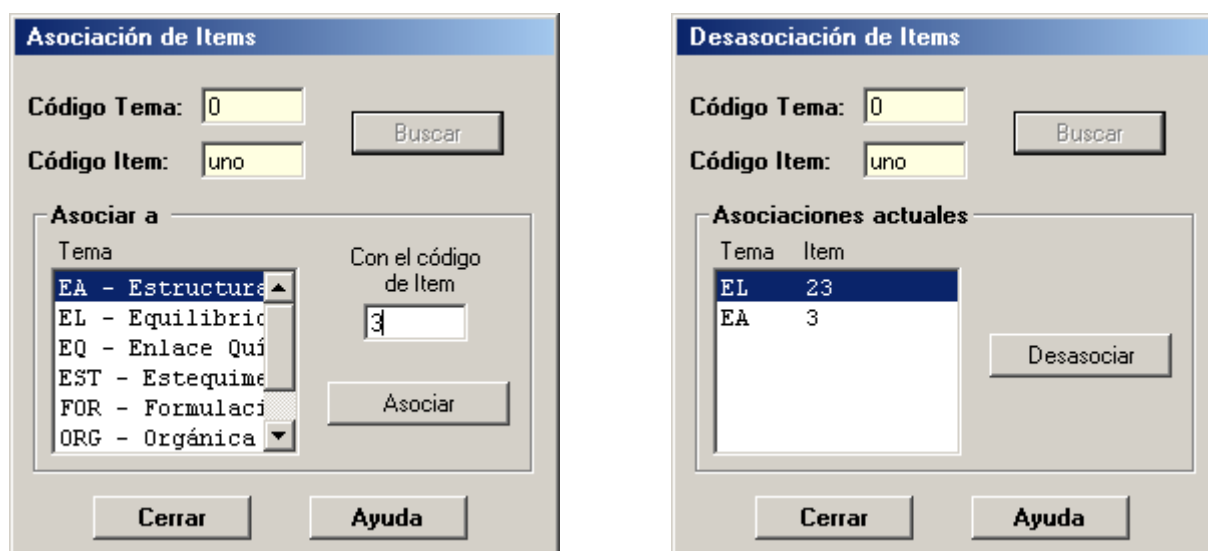 Asociación de Items
Código Tema: 0
Buscar
Código Item: uno
Asociar a
Tema
EA - Estructura
EL - Equilibrio
EQ - Enlace Quí
EST - Estequime
FOR - Formulaci
ORG - Orgánica
Con el código
de Item
3
Asociar
Cerrar
Ayuda
Desasociación de Items
Código Tema: 0
Buscar
Código Item: uno
Asociaciones actuales
Tema Item
EL 23
EA 3
Desasociar
Cerrar
Ayuda